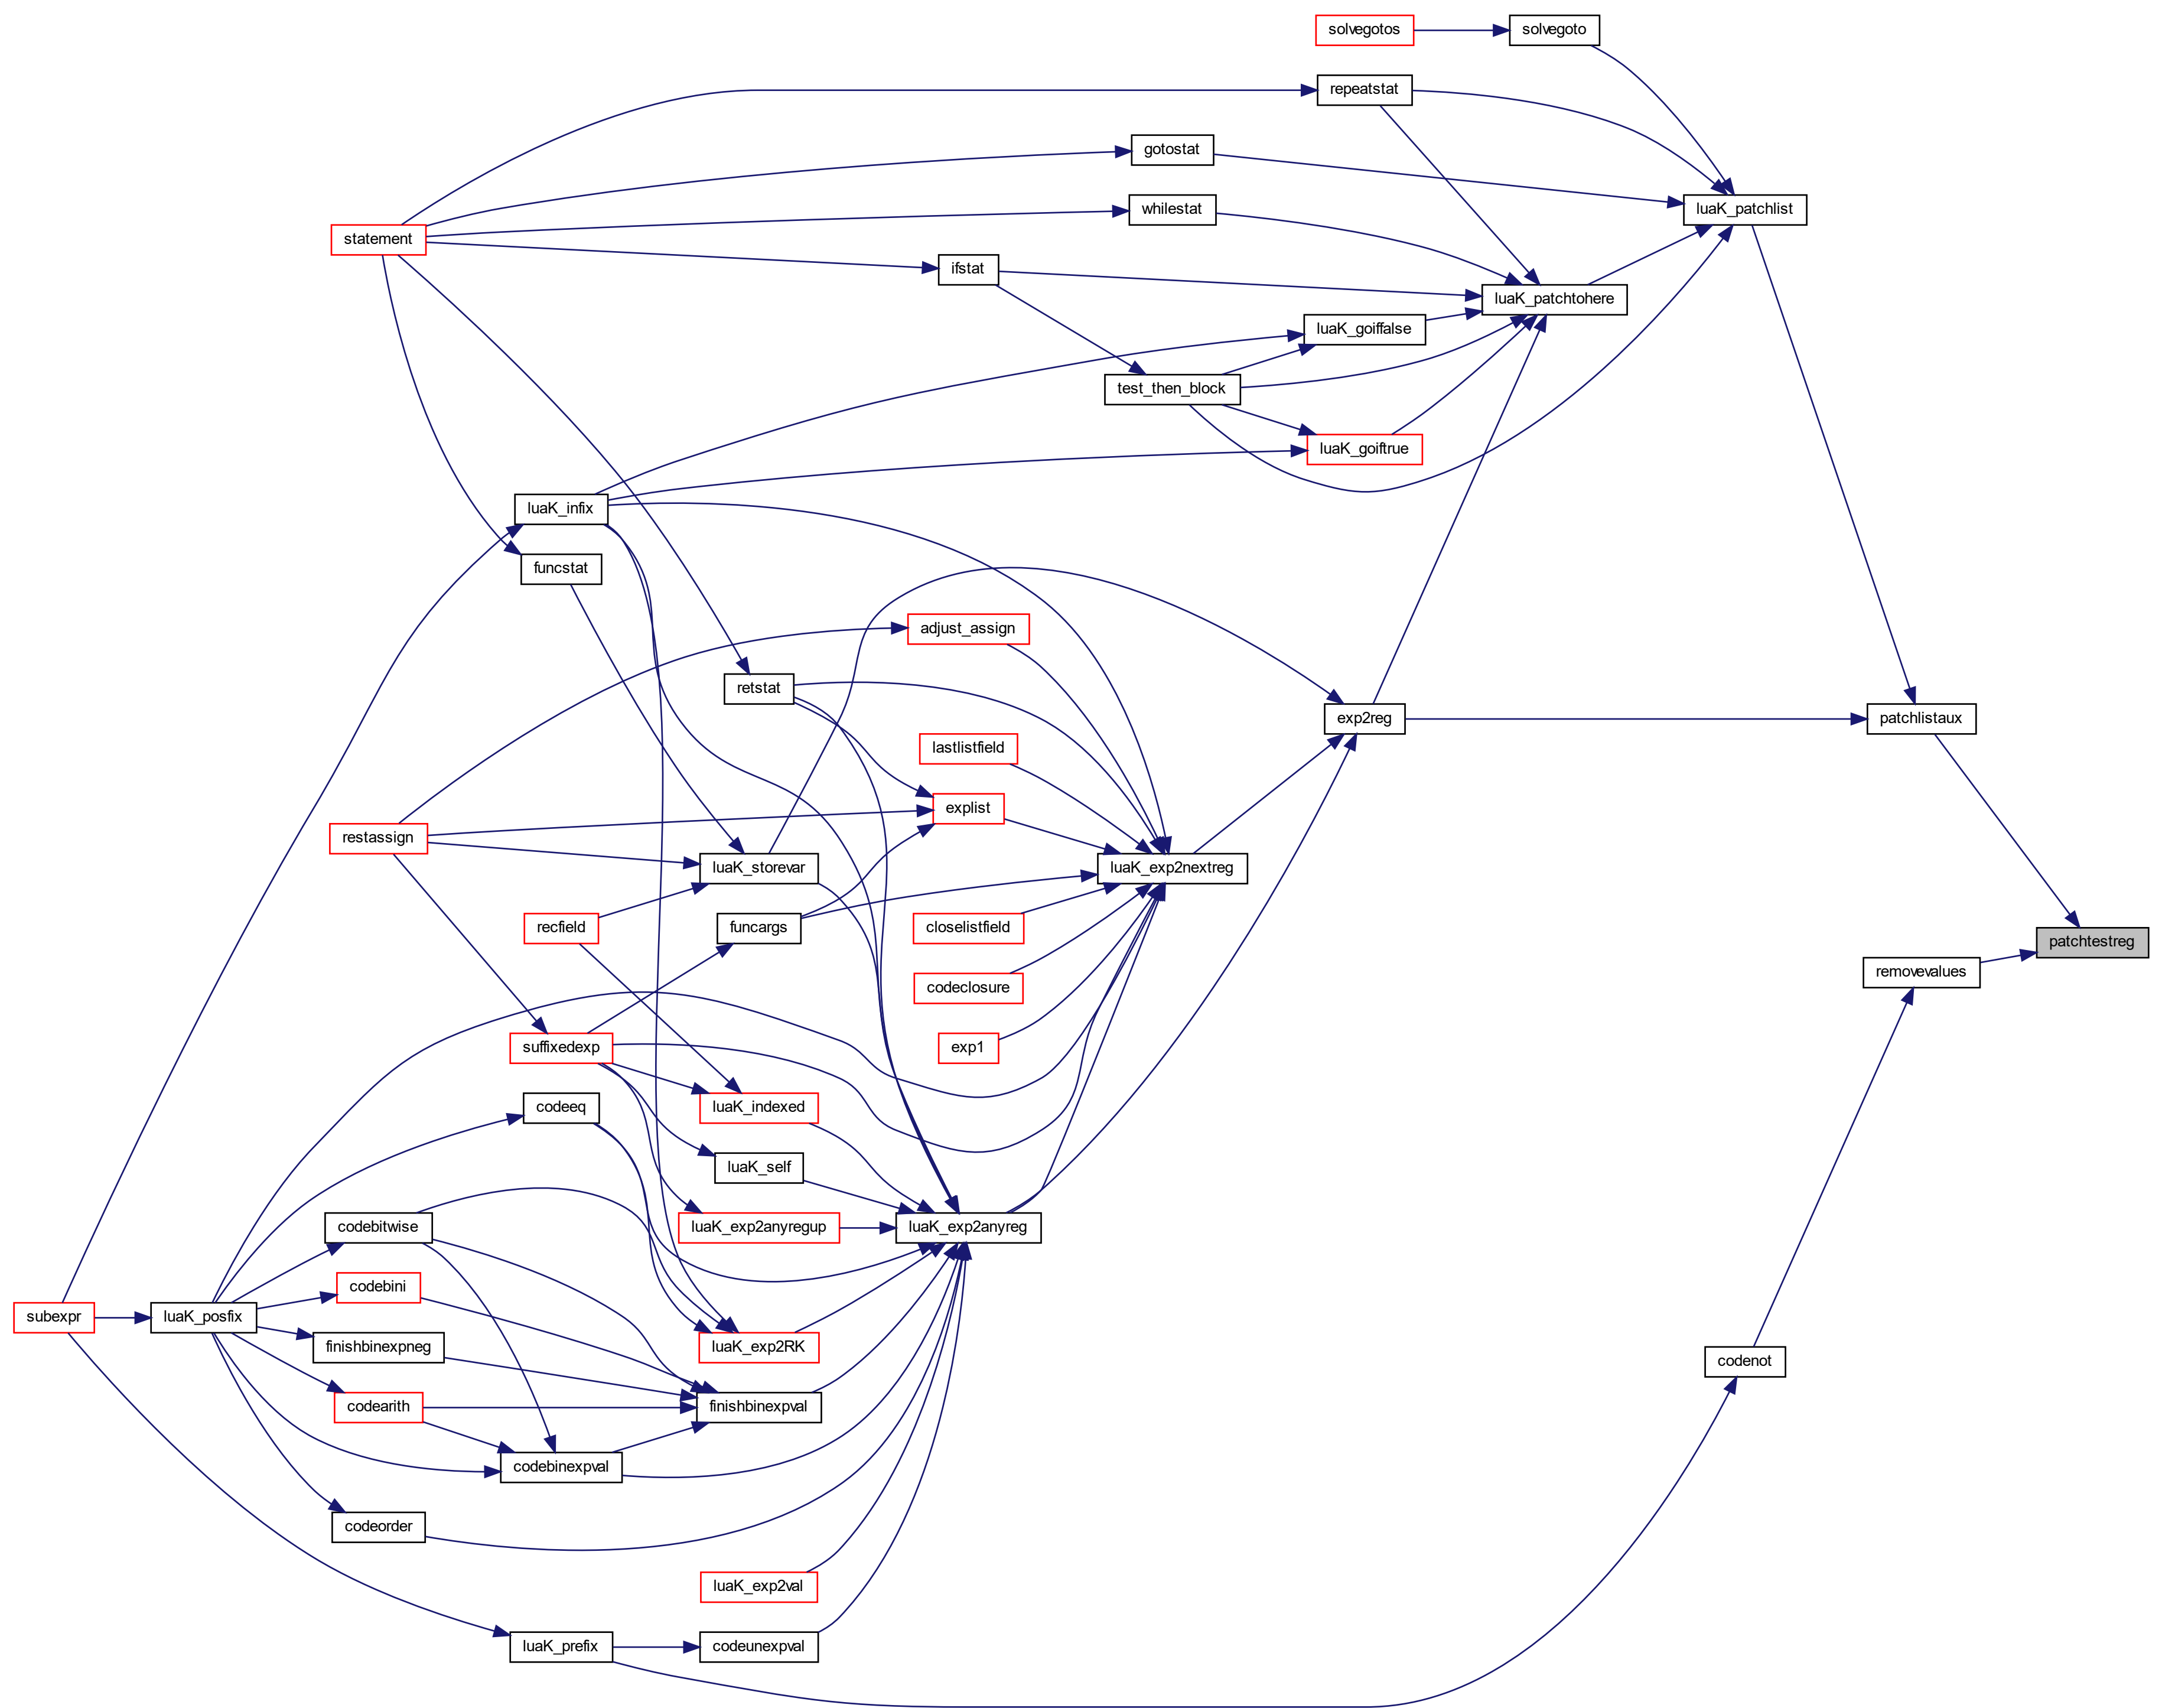 solvegotos
solvegoto
repeatstat
gotostat
whilestat
luaK_patchlist
statement
ifstat
luaK_patchtohere
luaK_goiffalse
test_then_block
luaK_goiftrue
luaK_infix
funcstat
adjust_assign
retstat
exp2reg
patchlistaux
lastlistfield
explist
restassign
luaK_storevar
luaK_exp2nextreg
recfield
funcargs
closelistfield
patchtestreg
removevalues
codeclosure
suffixedexp
exp1
codeeq
luaK_indexed
luaK_self
codebitwise
luaK_exp2anyregup
luaK_exp2anyreg
codebini
subexpr
luaK_posfix
finishbinexpneg
luaK_exp2RK
codenot
codearith
finishbinexpval
codebinexpval
codeorder
luaK_exp2val
luaK_prefix
codeunexpval